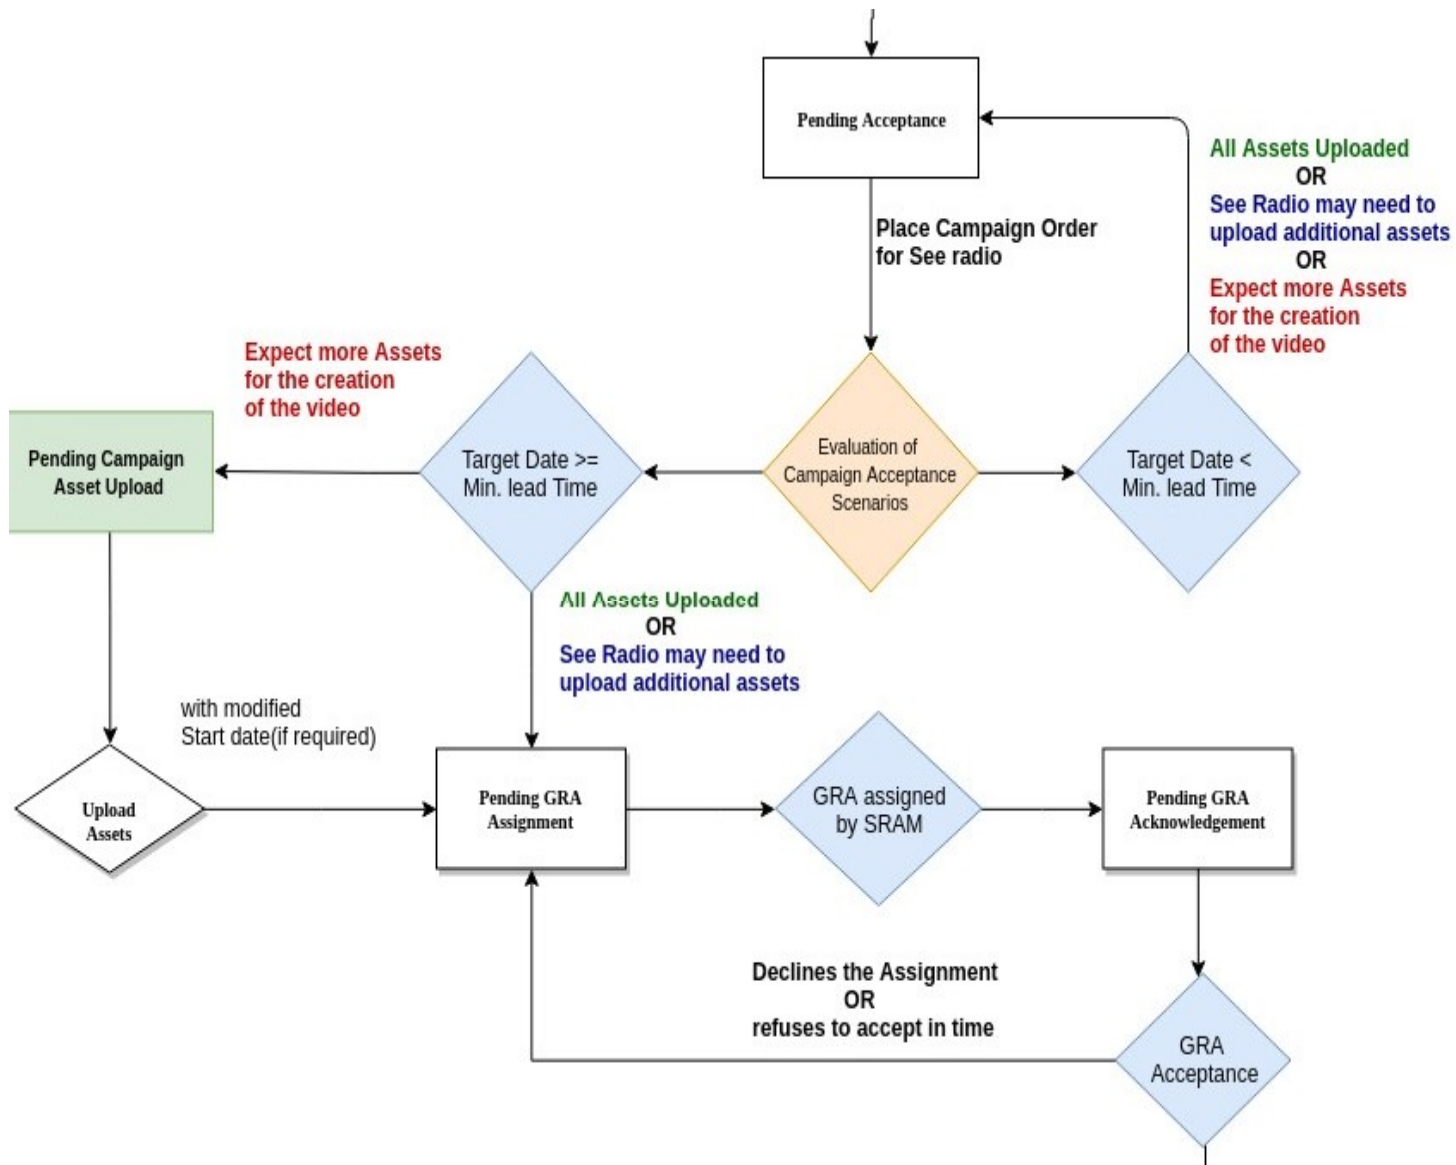 Pending Acceptance
All Assets Uploaded
OR
See Radio may need to
upload additional assets
OR
Expect more Assets
for the creation
of the video
Place Campaign Order
for See radio
Expect more Assets
for the creation
of the video
Pending Campaign
Asset Upload
Target Date >=
Min. lead Time
Evaluation of
Campaign Acceptance
Scenarios
Target Date <
Min. lead Time
All Assets Uploaded
OR
See Radio may need to
upload additional assets
with modified
Start date(if required)
Upload
Assets
Pending GRA
Assignment
GRA assigned
by SRAM
Pending GRA
Acknowledgement
Declines the Assignment
OR
refuses to accept in time
GRA
Acceptance